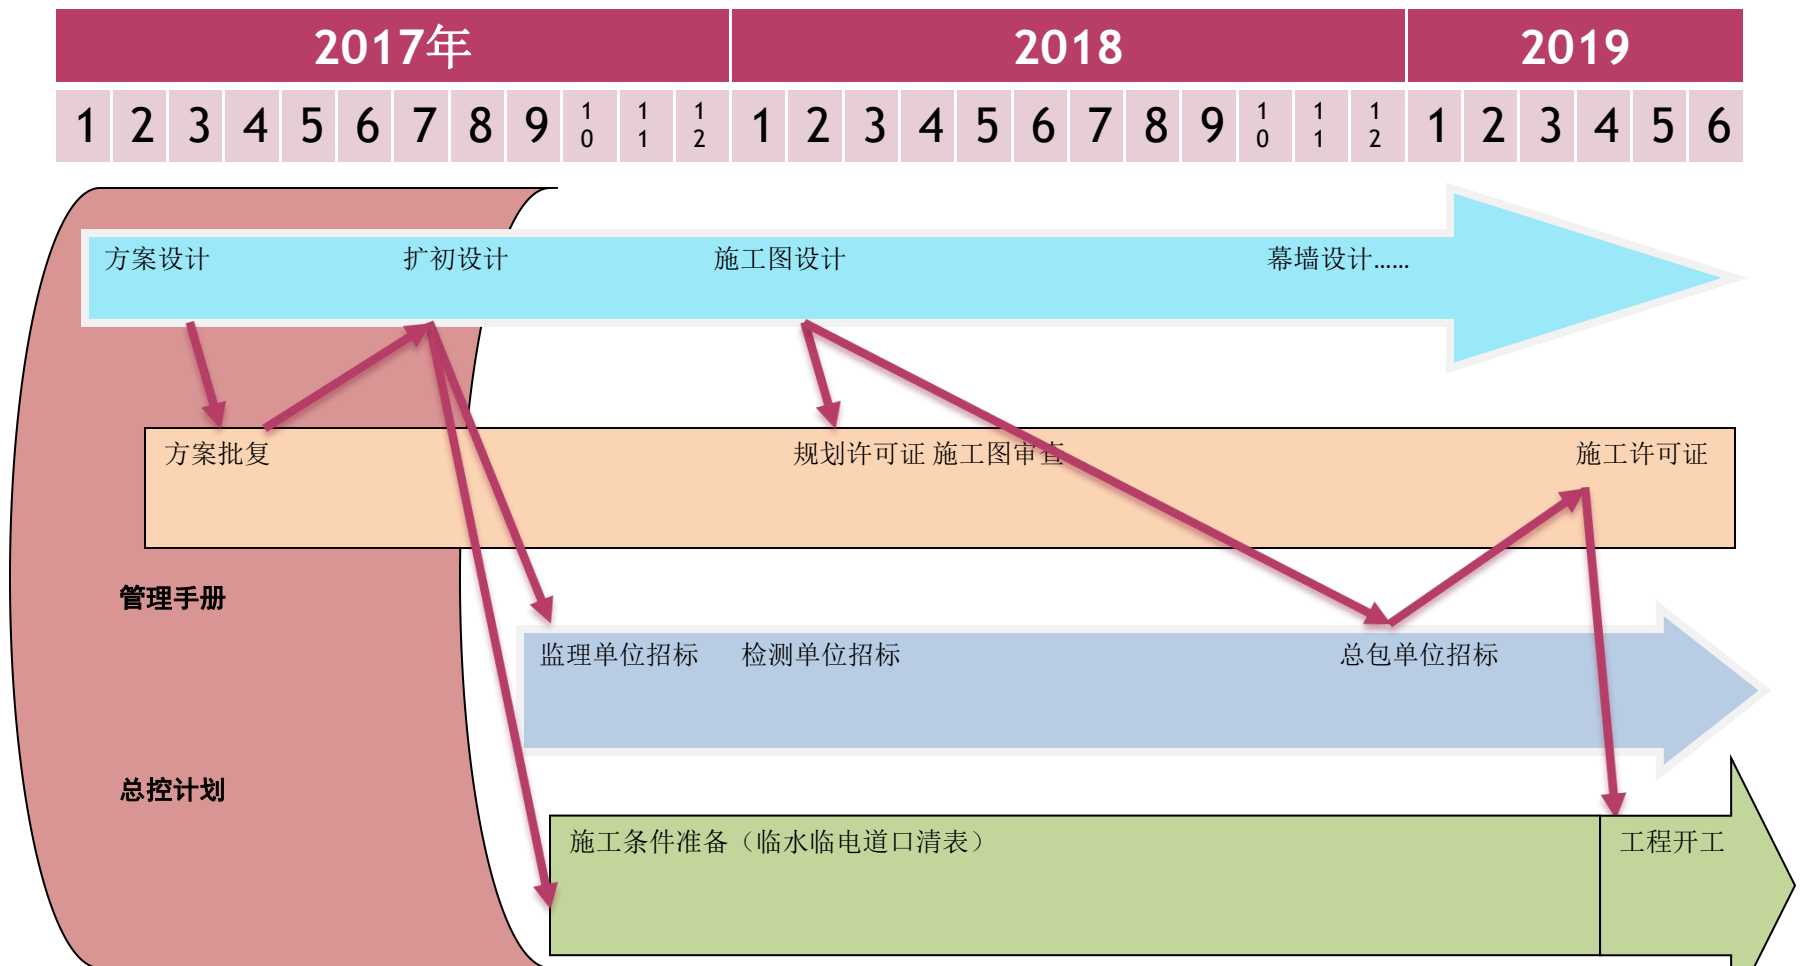 2017年 2018 2019
1 2 3 4 5 6 7 8 9 10 11 12 1 2 3 4 5 6 7 8 9 10 11 12 1 2 3 4 5 6
方案设计 扩初设计 施工图设计 幕墙设计……
方案批复 规划许可证 施工图审查 施工许可证
管理手册
监理单位招标 检测单位招标 总包单位招标
总控计划
施工条件准备（临水临电道口清表） 工程开工